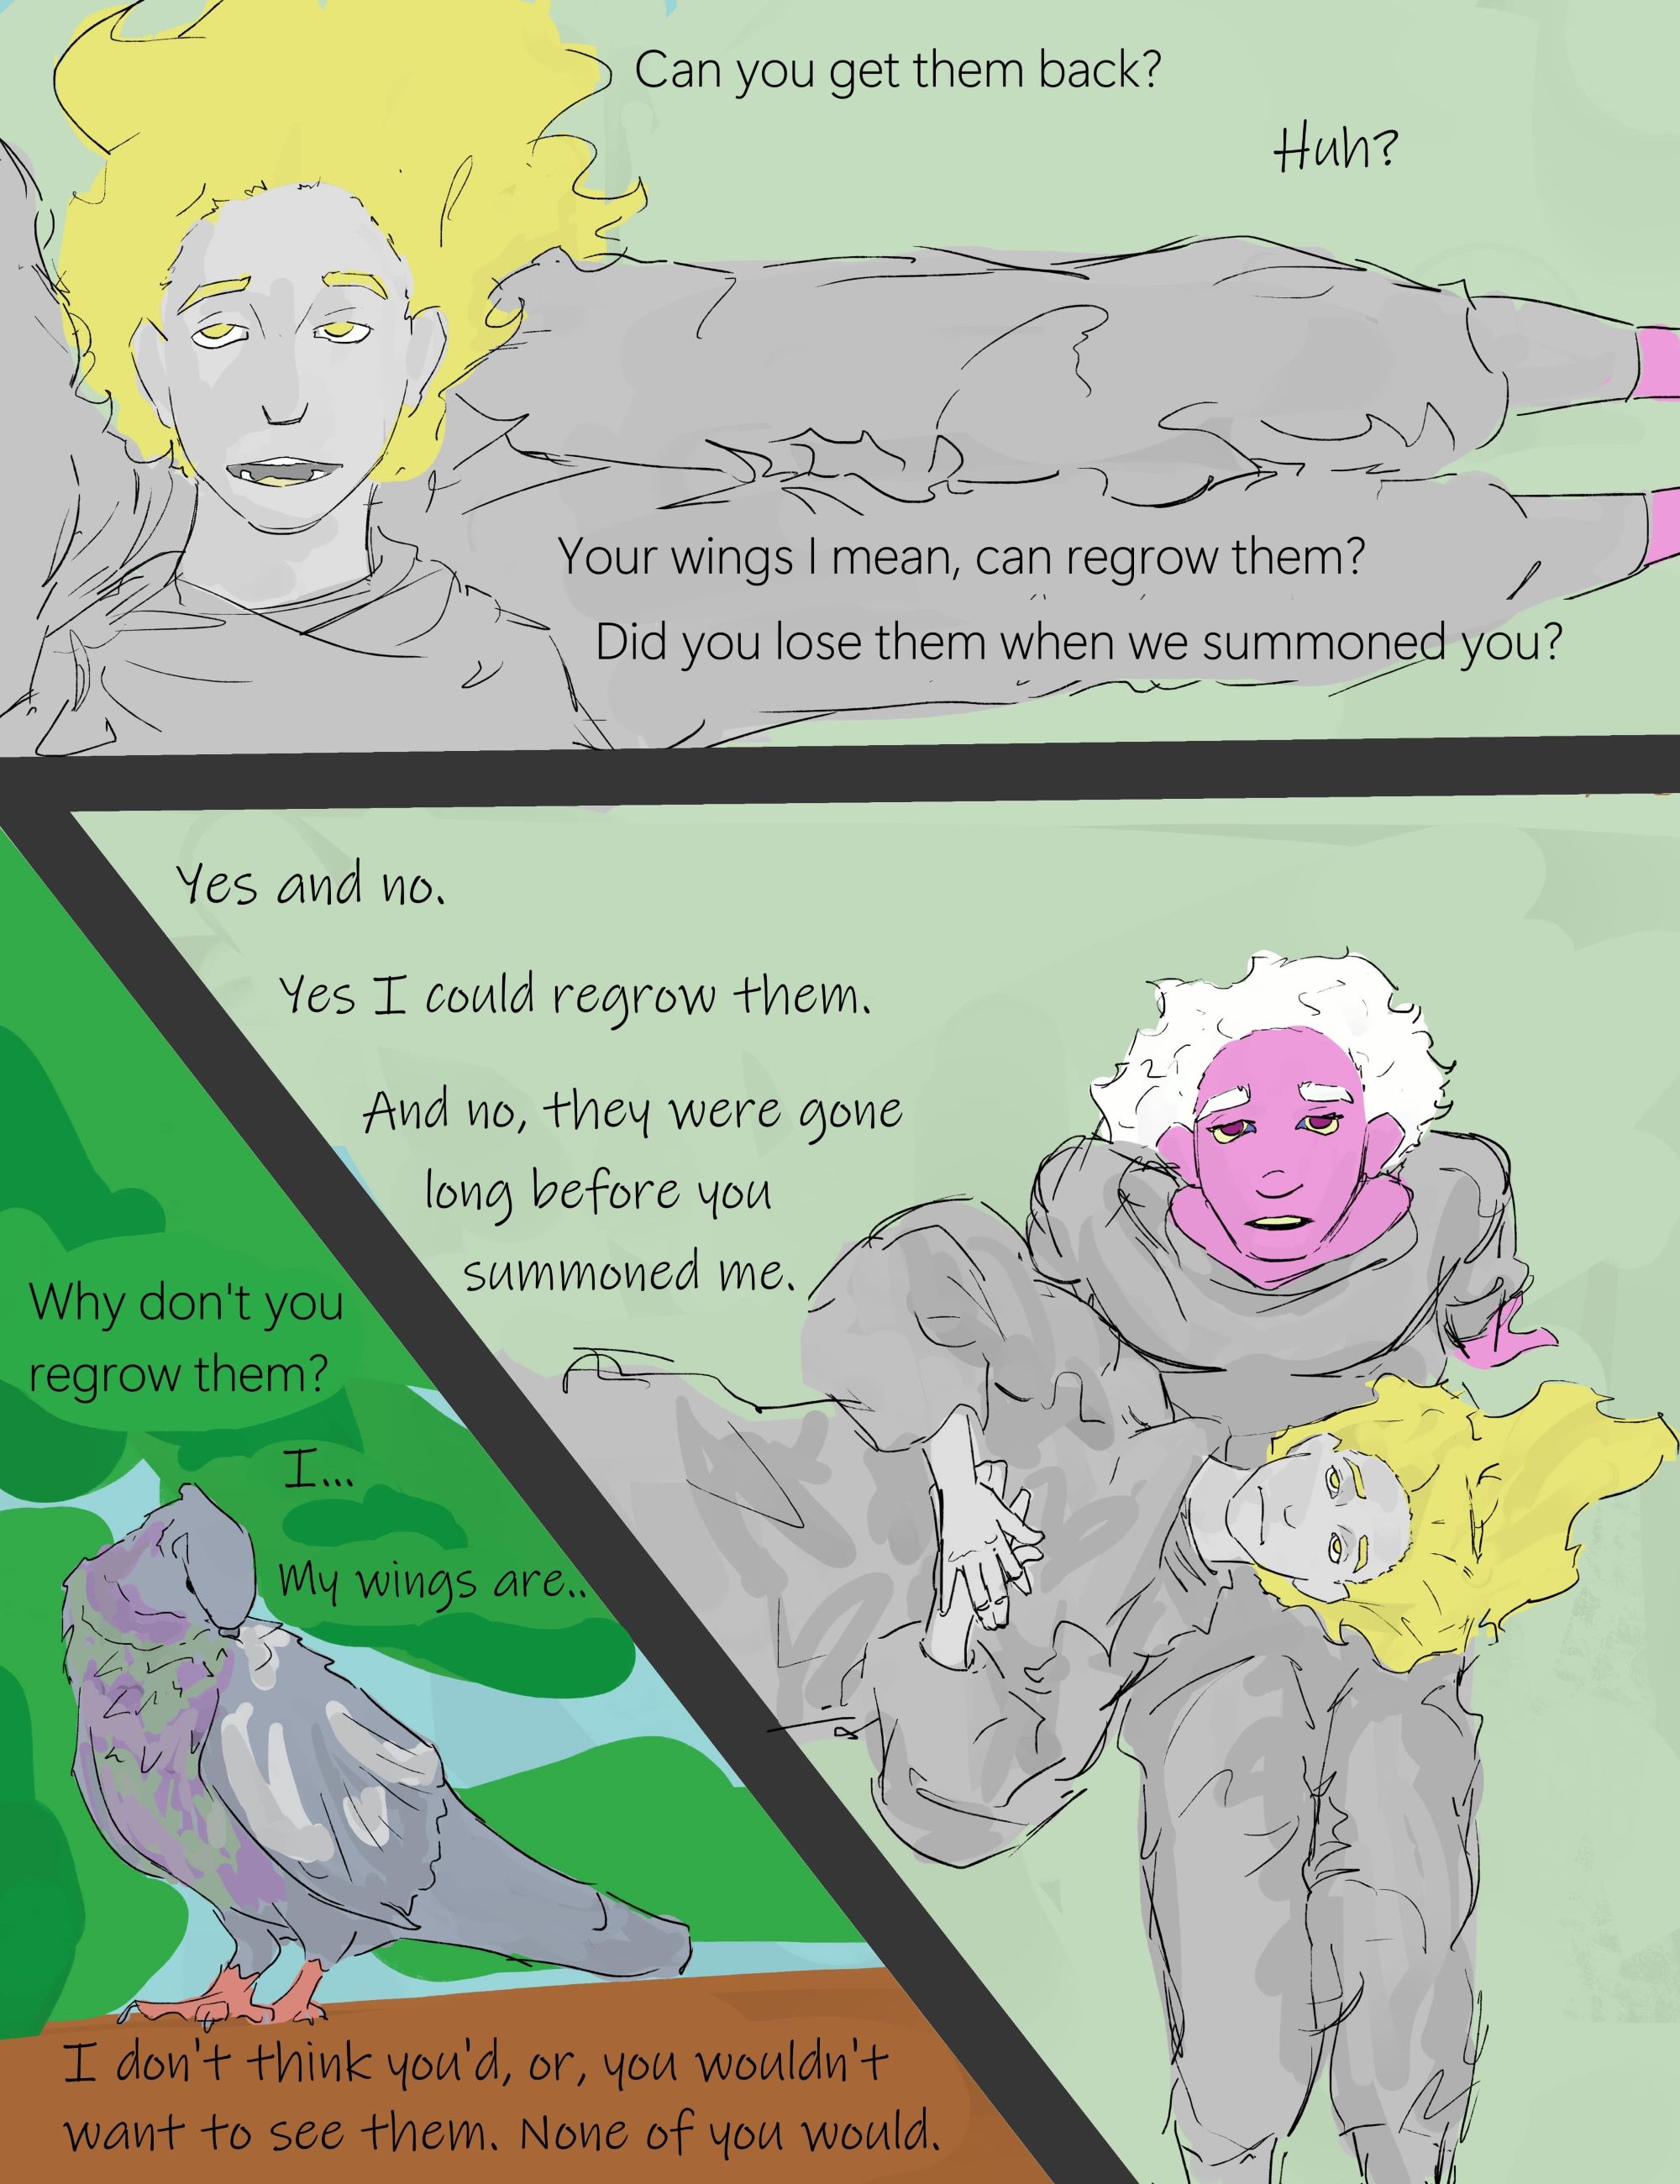 Can you get them back?
Huh?
Your wings I mean, can regrow them?
Did you lose them when we summoned you?
Yes and no.
Yes I could regrow them.
And no, they were gone
long before you
summoned me.
Why don't you
regrow them?
I...
My wings are..
I don't think you'd, or, you wouldn't
want to see them. None of you would.